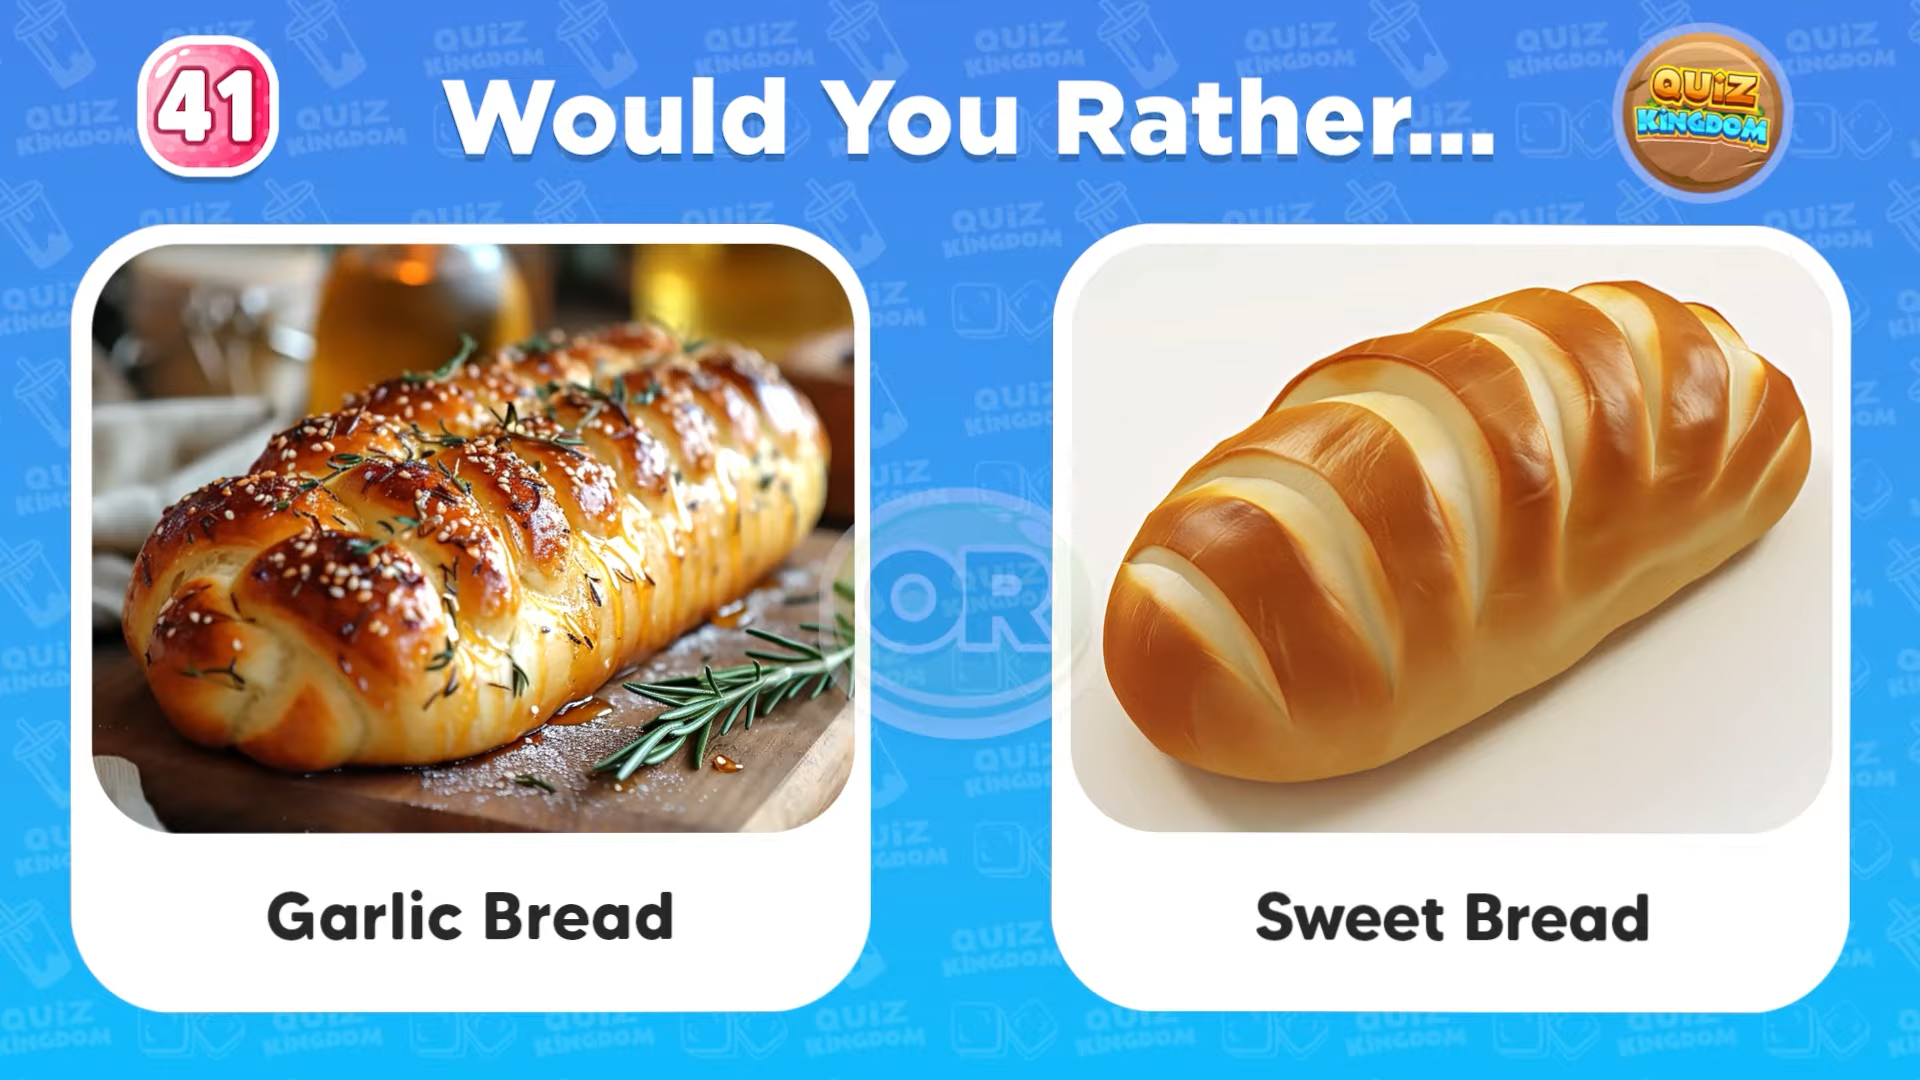 41
Would You Rather...
QUIZ
KINGDOM
OR
Garlic Bread
Sweet Bread